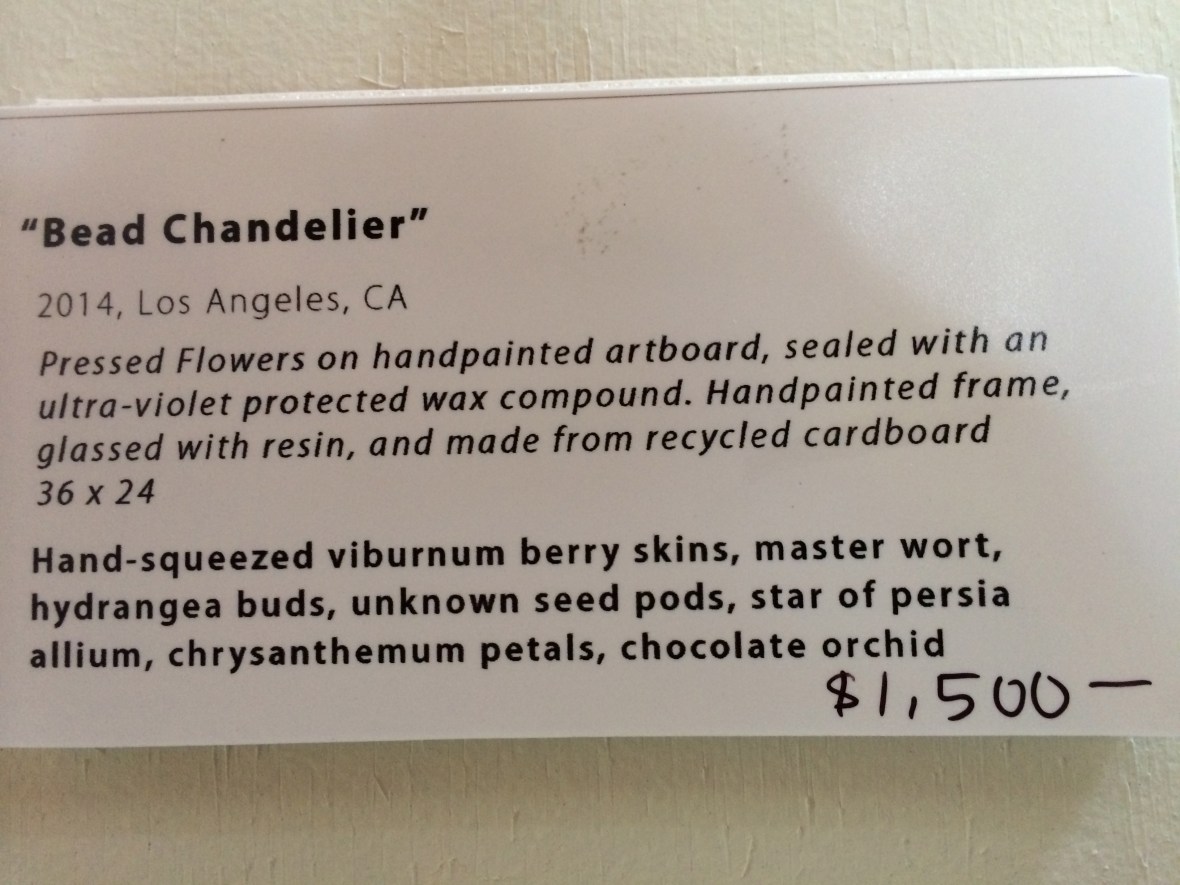 “Bead Chandelier”
2014, Los Angeles, CA
Pressed Flowers on handpainted artboard, sealed with an
ultra-violet protected wax compound. Handpainted frame,
glassed with resin, and made from recycled cardboard
36 x 24
Hand-squeezed viburnum berry skins, master wort,
hydrangea buds, unknown seed pods, star of persia
allium, chrysanthemum petals, chocolate orchid
$1,500—